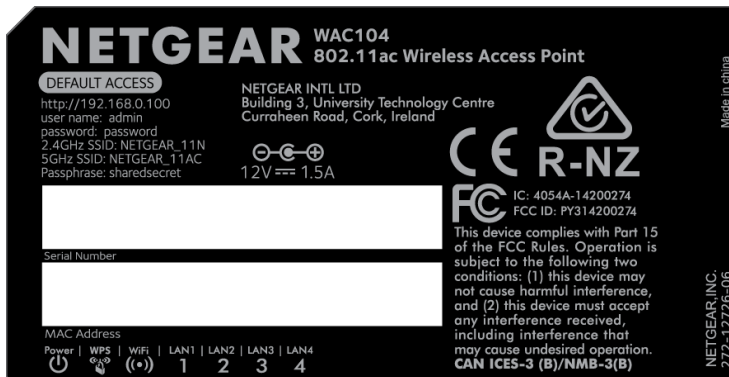 NETGEAR
WAC104
802.11ac Wireless Access Point
DEFAULT ACCESS
http://192.168.0.100
user name: admin
password: password
2.4GHz SSID: NETGEAR_11N
5GHz SSID: NETGEAR_11AC
Passphrase: sharedsecret
NETGEAR INTL LTD
Building 3, University Technology Centre
Curraheen Road, Cork, Ireland
12V 1.5A
CE
R-NZ
FC
IC: 4054A-14200274
FCC ID: PY314200274
This device complies with Part 15
of the FCC Rules. Operation is
subject to the following two
conditions: (1) this device may
not cause harmful interference,
and (2) this device must accept
any interference received,
including interference that
may cause undesired operation.
CAN ICES-3 (B)/NMB-3(B)
Serial Number
MAC Address
Power | WPS | WiFi | LAN1 | LAN2 | LAN3 | LAN4
1 2 3 4
Made in china
NETGEAR,INC.
272-12726-06